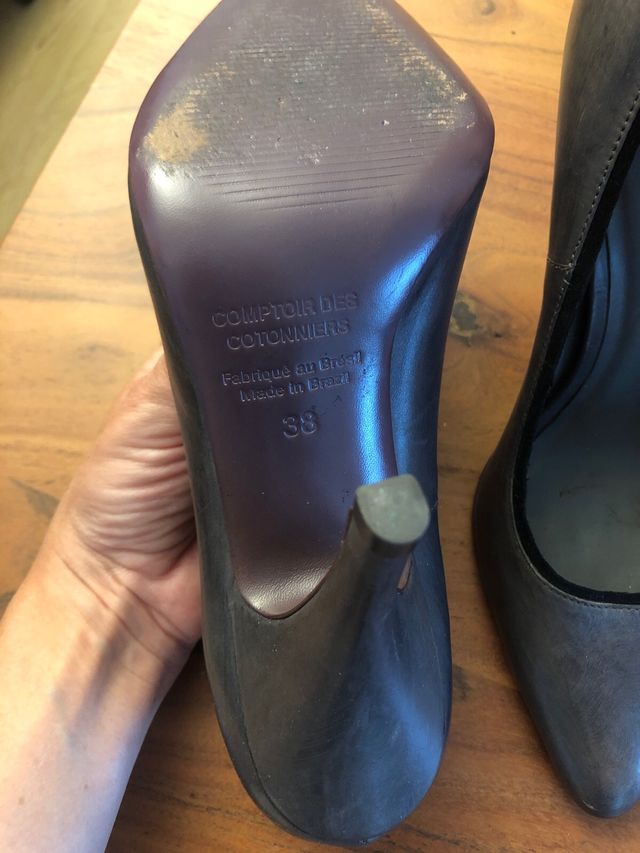 COMPTOIR DES
COTONNIERS
Fabriqué au Brésil
Made in Brazil
38